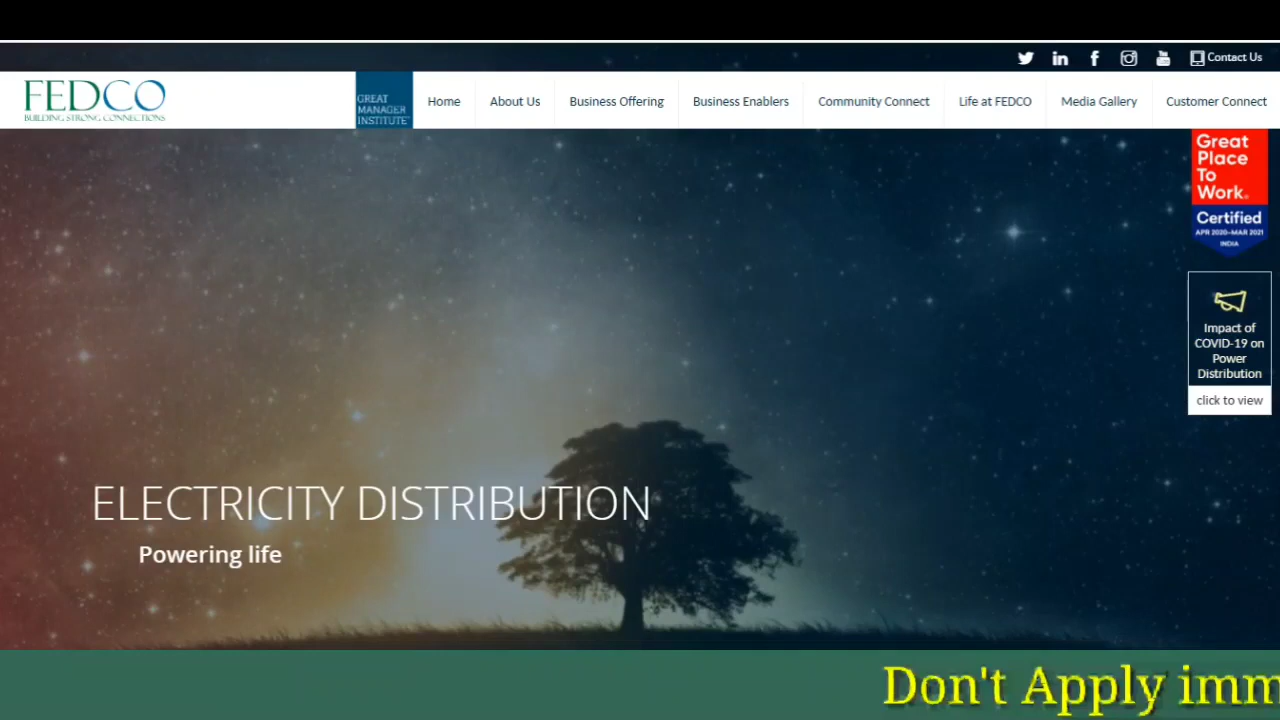 Contact Us
FEDCO
BUILDING STRONG CONNECTIONS
GREAT
MANAGER
INSTITUTE
Home
About Us
Business Offering
Business Enablers
Community Connect
Life at FEDCO
Media Gallery
Customer Connect
Great
Place
To
Work.
Certified
APR 2020-MAR 2021
INDIA
Impact of
COVID-19 on
Power
Distribution
click to view
ELECTRICITY DISTRIBUTION
Powering life
Don't Apply imm